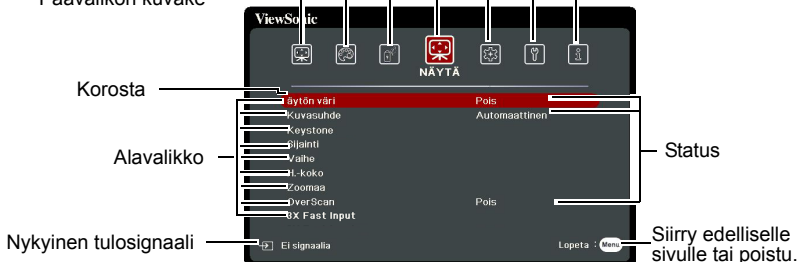 Päävalikon kuvake
ViewSonic
NÄYTÄ
Korosta
äytön väri Pois
Kuvasuhde Automaattinen
Keystone
Sijainti
Alavalikko
Vaihe
Status
H.-koko
Zoomaa
OverScan Pois
3X Fast Input
Nykyinen tulosignaali
Ei signaalia
Lopeta : Menu
Siirry edelliselle
sivulle tai poistu.